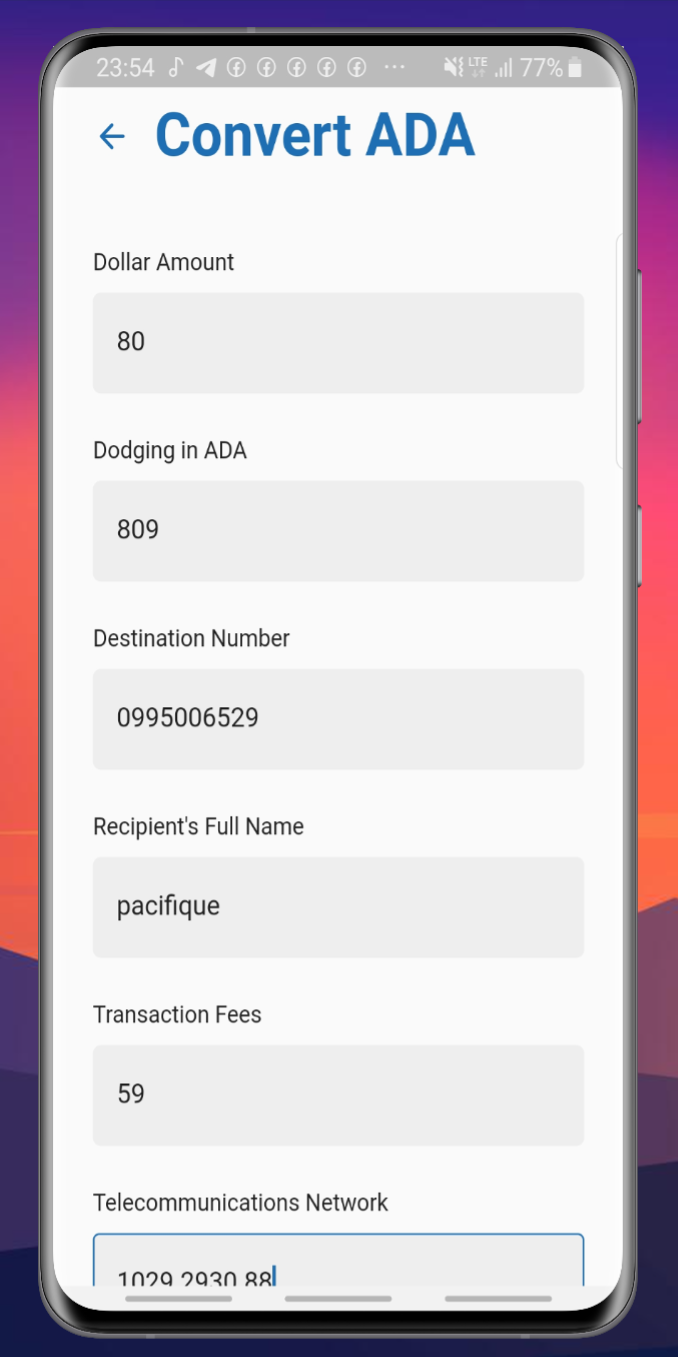 23:54 LTE 77%
Convert ADA
Dollar Amount
80
Dodging in ADA
809
Destination Number
0995006529
Recipient's Full Name
pacifique
Transaction Fees
59
Telecommunications Network
1029 2930 88